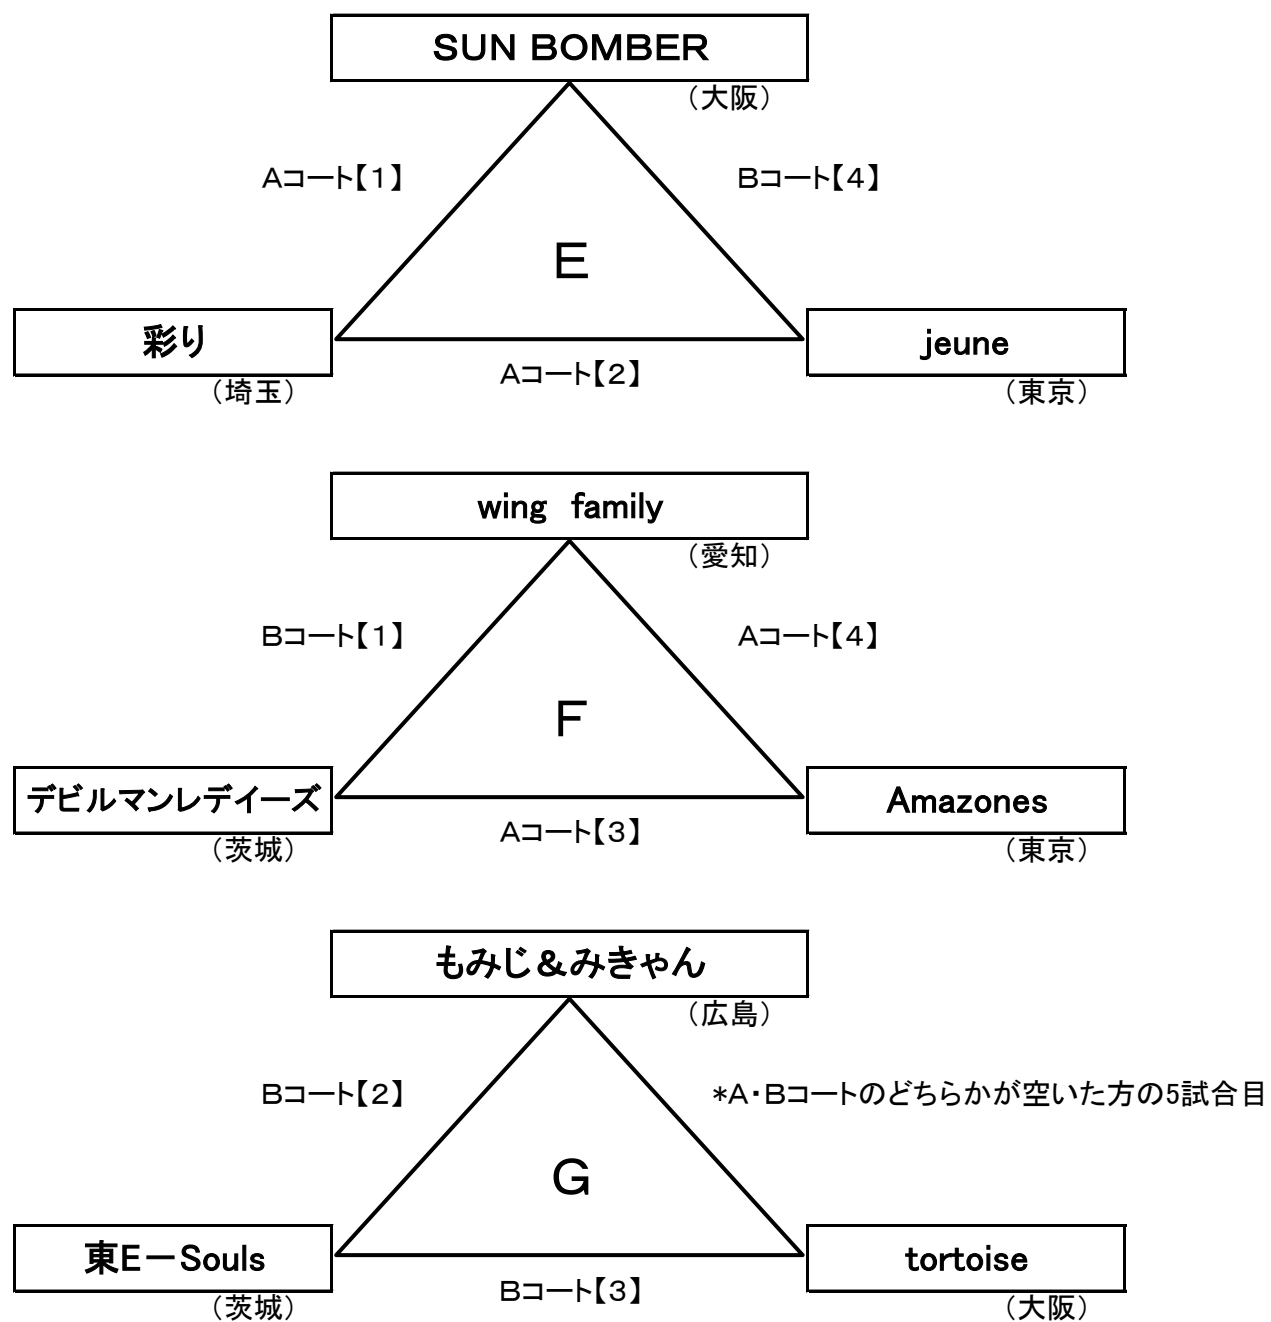 SUN BOMBER
(大阪)
Aコート【1】
Bコート【4】
E
彩り
jeune
Aコート【2】
(埼玉)
(東京)
wing　family
(愛知)
Bコート【1】
Aコート【4】
F
デビルマンレデイーズ
Amazones
Aコート【3】
(茨城)
(東京)
もみじ＆みきゃん
(広島)
Bコート【2】
*A・Bコートのどちらかが空いた方の5試合目
G
東E－Souls
tortoise
Bコート【3】
(茨城)
(大阪)